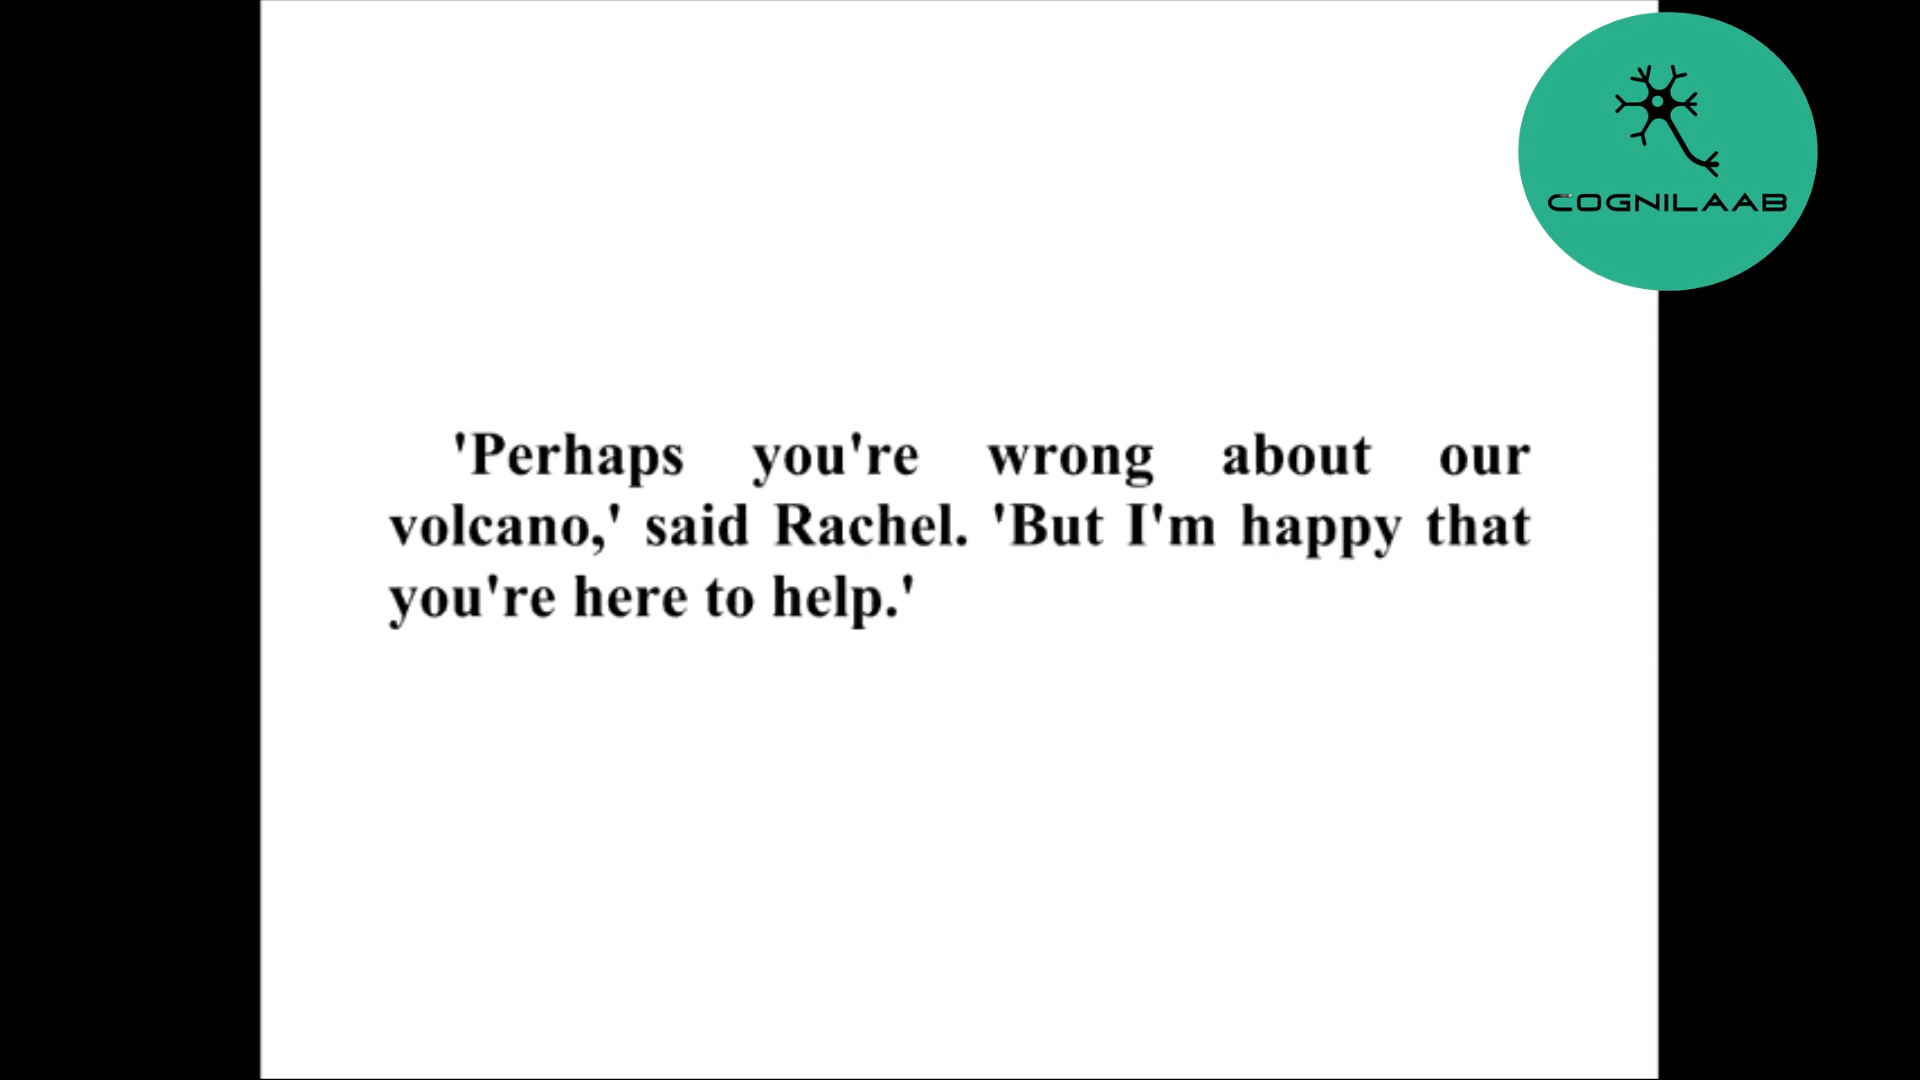 COGNILAAB
'Perhaps you're wrong about our
volcano,' said Rachel. 'But I'm happy that
you're here to help.'